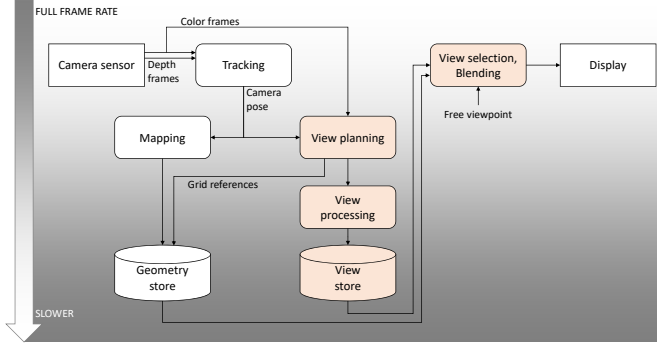 FULL FRAME RATE
Color frames
Camera sensor
Depth
frames
Tracking
View selection,
Blending
Display
Camera
pose
Free viewpoint
Mapping
View planning
Grid references
View
processing
Geometry
store
View
store
SLOWER